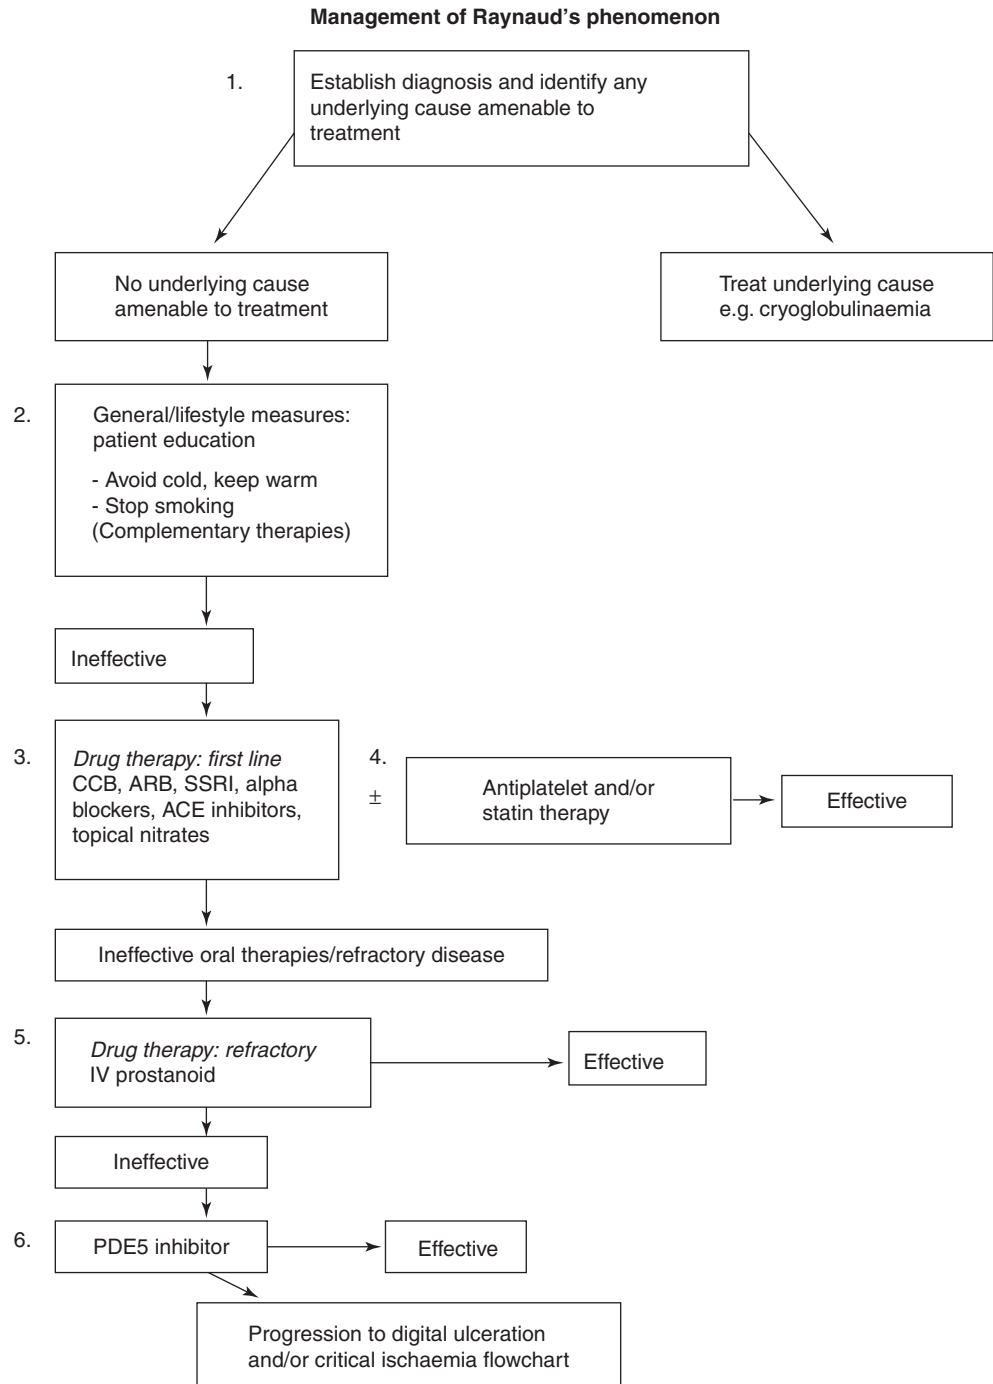 Management of Raynaud's phenomenon
1.
Establish diagnosis and identify any
underlying cause amenable to
treatment
No underlying cause
amenable to treatment
Treat underlying cause
e.g. cryoglobulinaemia
2.
General/lifestyle measures:
patient education
- Avoid cold, keep warm
- Stop smoking
(Complementary therapies)
Ineffective
3.
Drug therapy: first line
CCB, ARB, SSRI, alpha
blockers, ACE inhibitors,
topical nitrates
4.
±
Antiplatelet and/or
statin therapy
Effective
Ineffective oral therapies/refractory disease
5.
Drug therapy: refractory
IV prostanoid
Effective
Ineffective
6.
PDE5 inhibitor
Effective
Progression to digital ulceration
and/or critical ischaemia flowchart